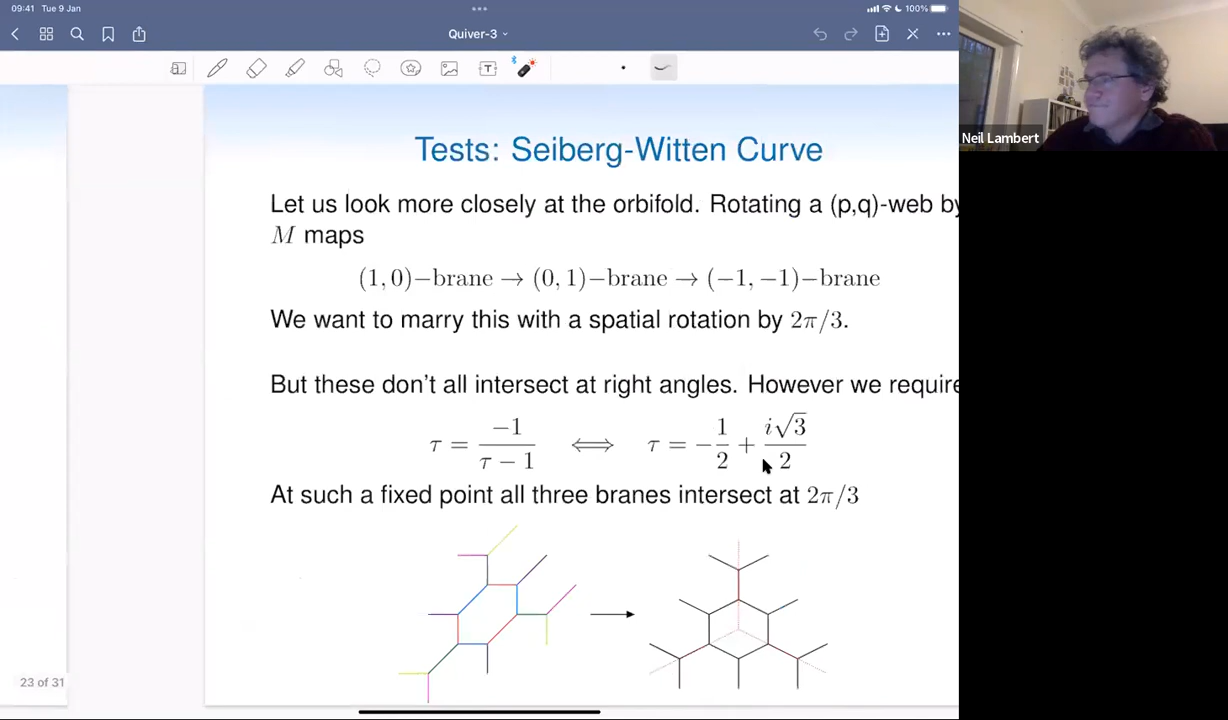 09:41 Tue 9 Jan
100%
Quiver-3
Neil Lambert
Tests: Seiberg-Witten Curve
Let us look more closely at the orbifold. Rotating a (p,q)-web by
M maps
(1, 0)−brane → (0, 1)−brane → (−1, −1)−brane
We want to marry this with a spatial rotation by 2π/3.
But these don't all intersect at right angles. However we require
τ = −1/(τ − 1) ⟺ τ = −1/2 + i√3/2
At such a fixed point all three branes intersect at 2π/3
23 of 31